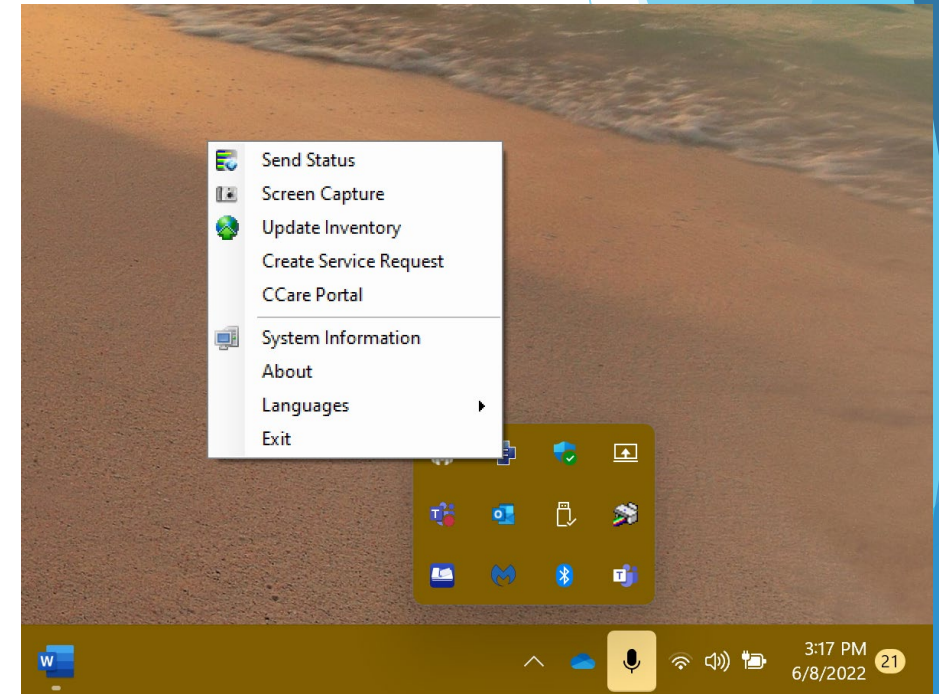 Send Status
Screen Capture
Update Inventory
Create Service Request
CCare Portal
System Information
About
Languages
Exit
T
o
T
W
3:17 PM
6/8/2022
21